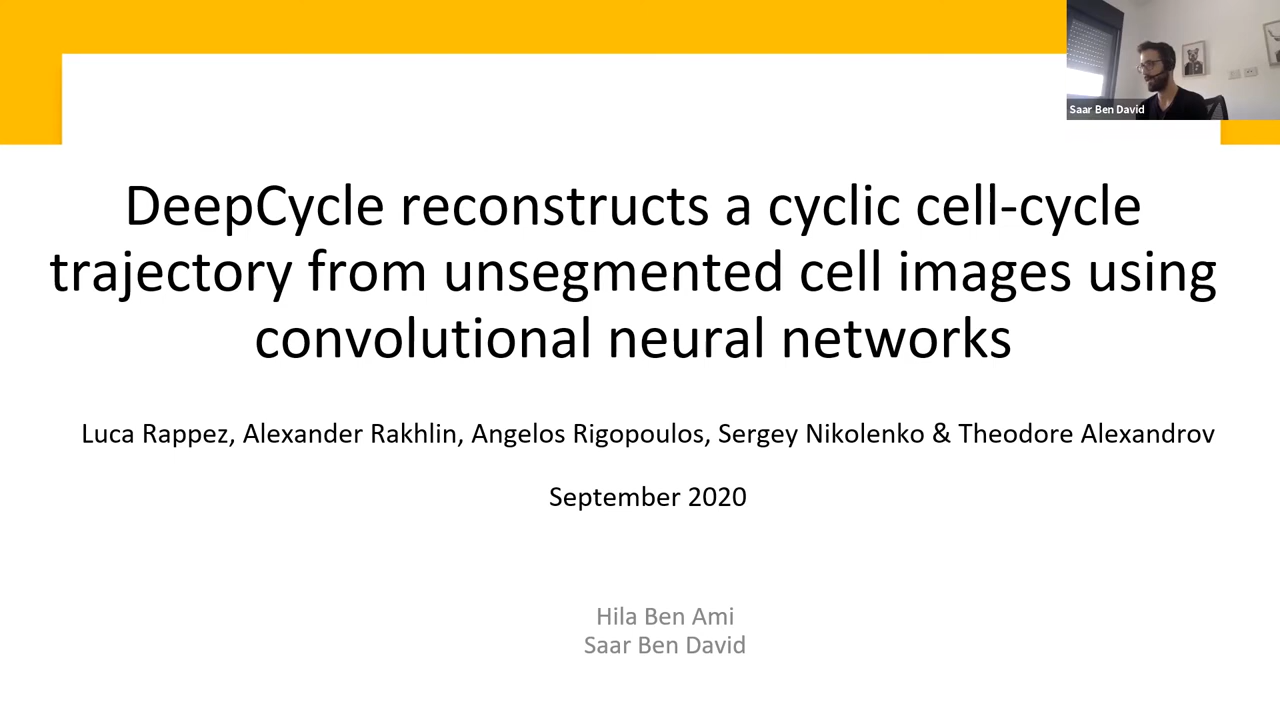 Saar Ben David
DeepCycle reconstructs a cyclic cell-cycle
trajectory from unsegmented cell images using
convolutional neural networks
Luca Rappez, Alexander Rakhlin, Angelos Rigopoulos, Sergey Nikolenko & Theodore Alexandrov
September 2020
Hila Ben Ami
Saar Ben David